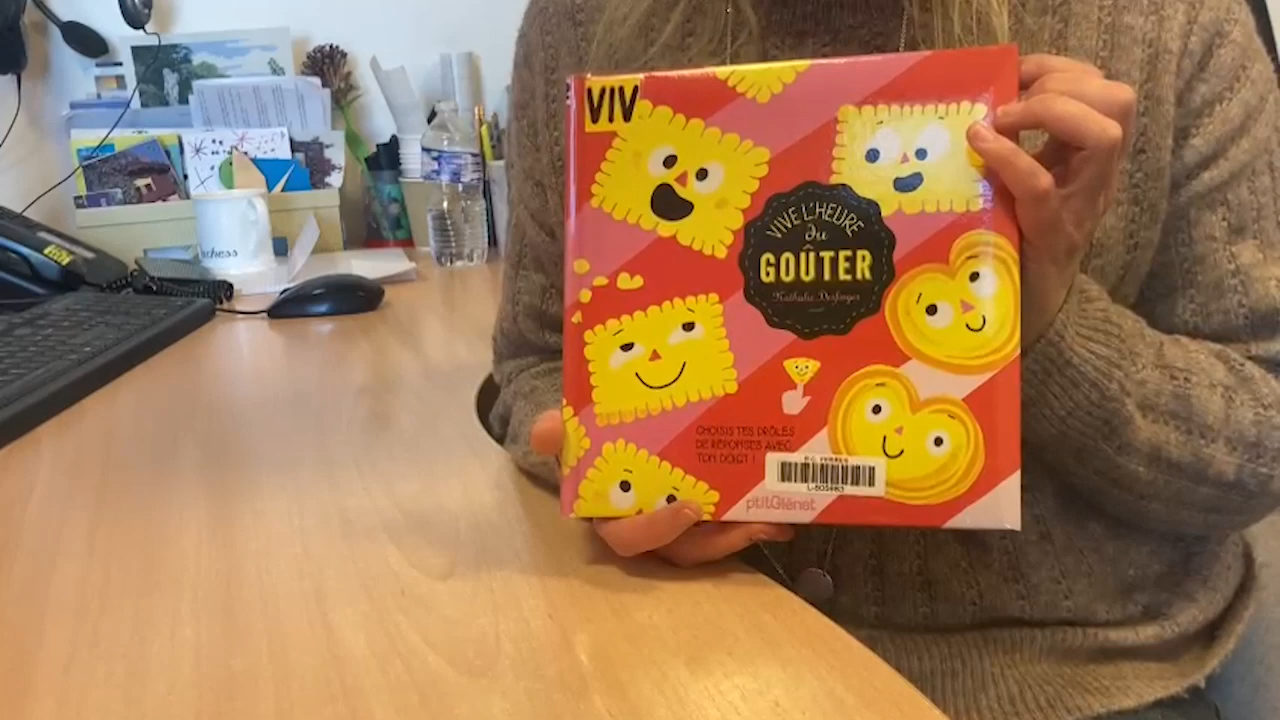 VIV
VIVE L'HEURE
du
GOÛTER
Nathalie Desforges
CHOISIS TES DRÔLES
DE RÉPONSES AVEC
TON DOIGT !
ptitGlénat